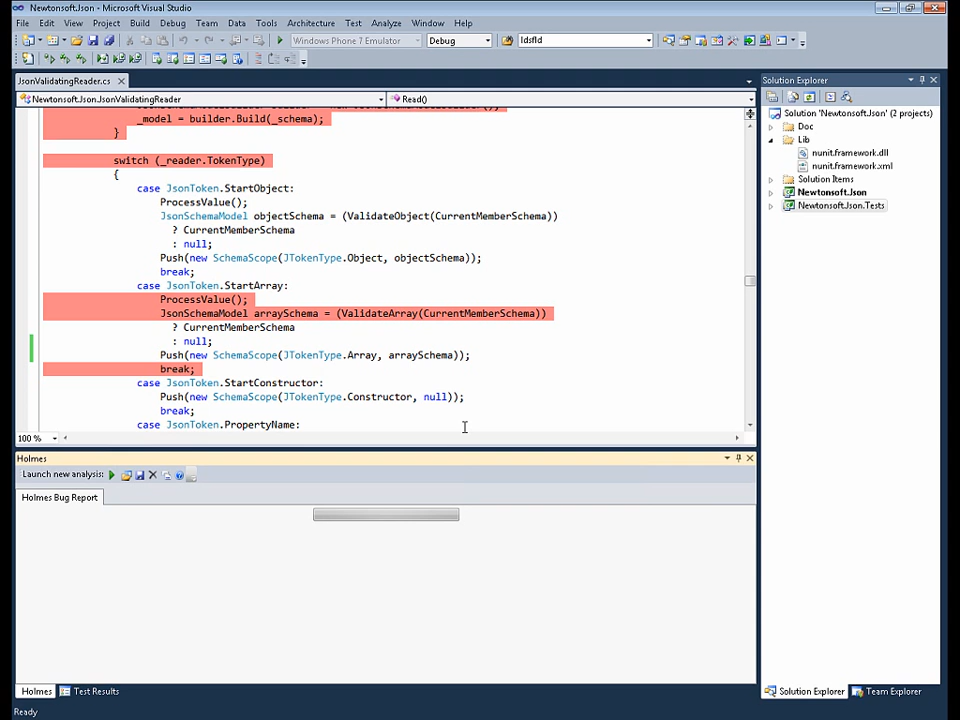 Newtonsoft.Json - Microsoft Visual Studio
File Edit View Project Build Debug Team Data Tools Architecture Test Analyze Window Help
Windows Phone 7 Emulator Debug ldsfld
JsonValidatingReader.cs
Newtonsoft.Json.JsonValidatingReader Read()
_model = builder.Build(_schema);
}
switch (_reader.TokenType)
{
case JsonToken.StartObject:
ProcessValue();
JsonSchemaModel objectSchema = (ValidateObject(CurrentMemberSchema))
? CurrentMemberSchema
: null;
Push(new SchemaScope(JTokenType.Object, objectSchema));
break;
case JsonToken.StartArray:
ProcessValue();
JsonSchemaModel arraySchema = (ValidateArray(CurrentMemberSchema))
? CurrentMemberSchema
: null;
Push(new SchemaScope(JTokenType.Array, arraySchema));
break;
case JsonToken.StartConstructor:
Push(new SchemaScope(JTokenType.Constructor, null));
break;
case JsonToken.PropertyName:
100 %
Holmes
Launch new analysis:
Holmes Bug Report
Holmes Test Results
Ready
Solution Explorer
Solution 'Newtonsoft.Json' (2 projects)
Doc
Lib
nunit.framework.dll
nunit.framework.xml
Solution Items
Newtonsoft.Json
Newtonsoft.Json.Tests
Solution Explorer Team Explorer